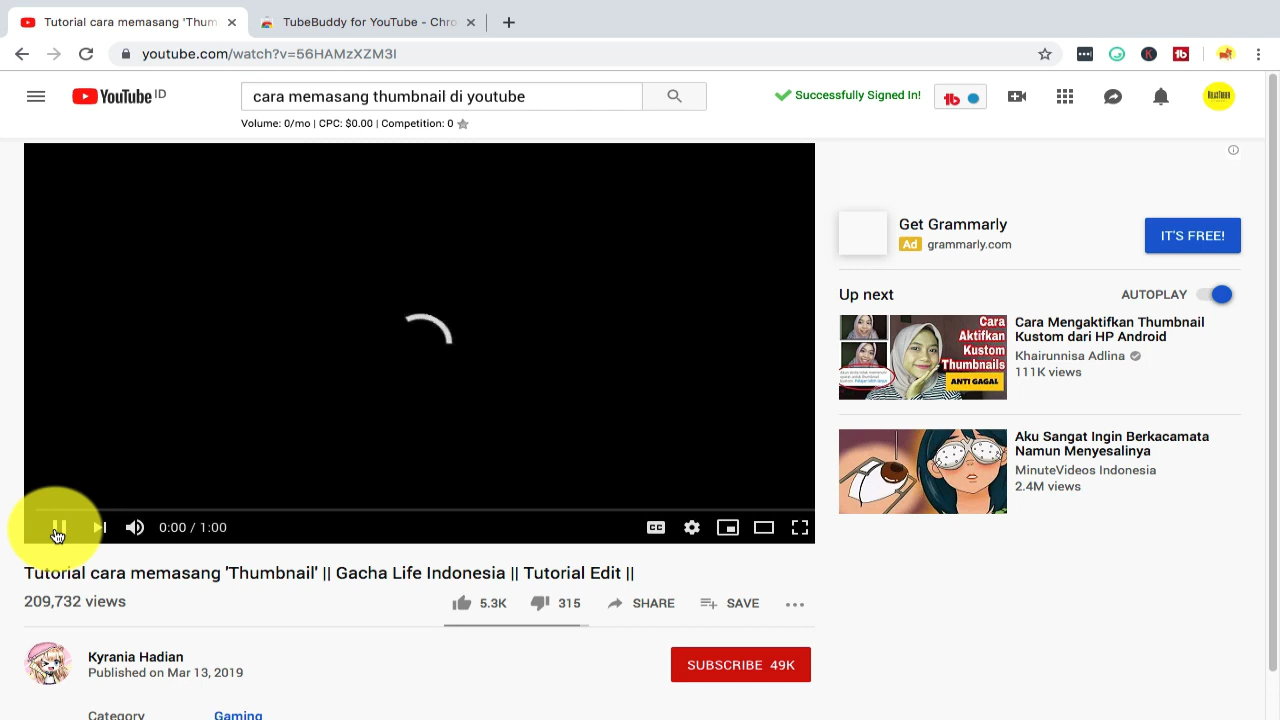 Tutorial cara memasang 'Thum
TubeBuddy for YouTube - Chro
youtube.com/watch?v=56HAMzXZM3I
YouTube ID
cara memasang thumbnail di youtube
Successfully Signed In!
Volume: 0/mo | CPC: $0.00 | Competition: 0
Get Grammarly
Ad grammarly.com
IT'S FREE!
Up next
AUTOPLAY
Cara
Aktifkan
Kustom
Thumbnails
ANTI GAGAL
Cara Mengaktifkan Thumbnail
Kustom dari HP Android
Khairunnisa Adlina
111K views
Aku Sangat Ingin Berkacamata
Namun Menyesalinya
MinuteVideos Indonesia
2.4M views
0:00 / 1:00
CC
Tutorial cara memasang 'Thumbnail' || Gacha Life Indonesia || Tutorial Edit ||
209,732 views
5.3K
315
SHARE
SAVE
Kyrania Hadian
Published on Mar 13, 2019
SUBSCRIBE 49K
Category
Gaming